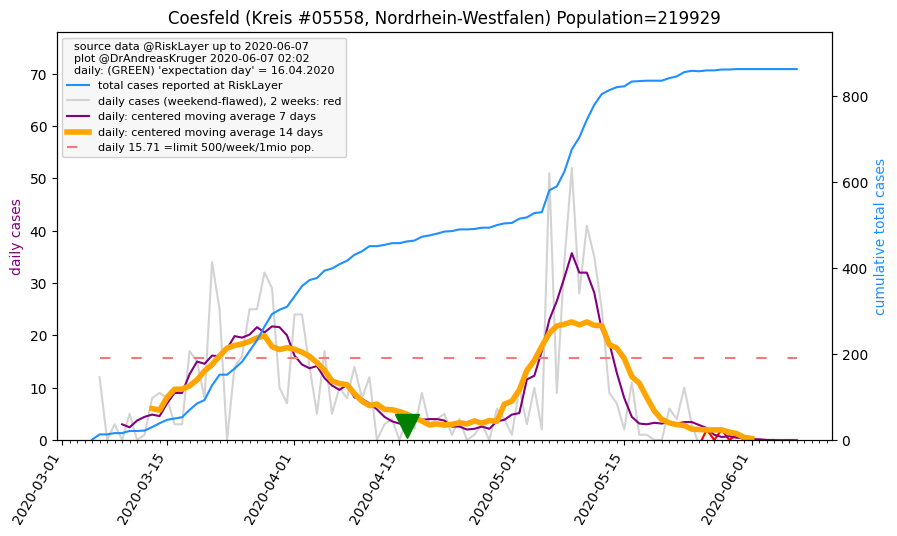 Coesfeld (Kreis #05558, Nordrhein-Westfalen) Population=219929
source data @RiskLayer up to 2020-06-07
plot @DrAndreasKruger 2020-06-07 02:02
daily: (GREEN) 'expectation day' = 16.04.2020
total cases reported at RiskLayer
daily cases (weekend-flawed), 2 weeks: red
daily: centered moving average 7 days
daily: centered moving average 14 days
daily 15.71 =limit 500/week/1mio pop.
daily cases
70
60
50
40
30
20
10
0
cumulative total cases
800
600
400
200
0
2020-03-01
2020-03-15
2020-04-01
2020-04-15
2020-05-01
2020-05-15
2020-06-01